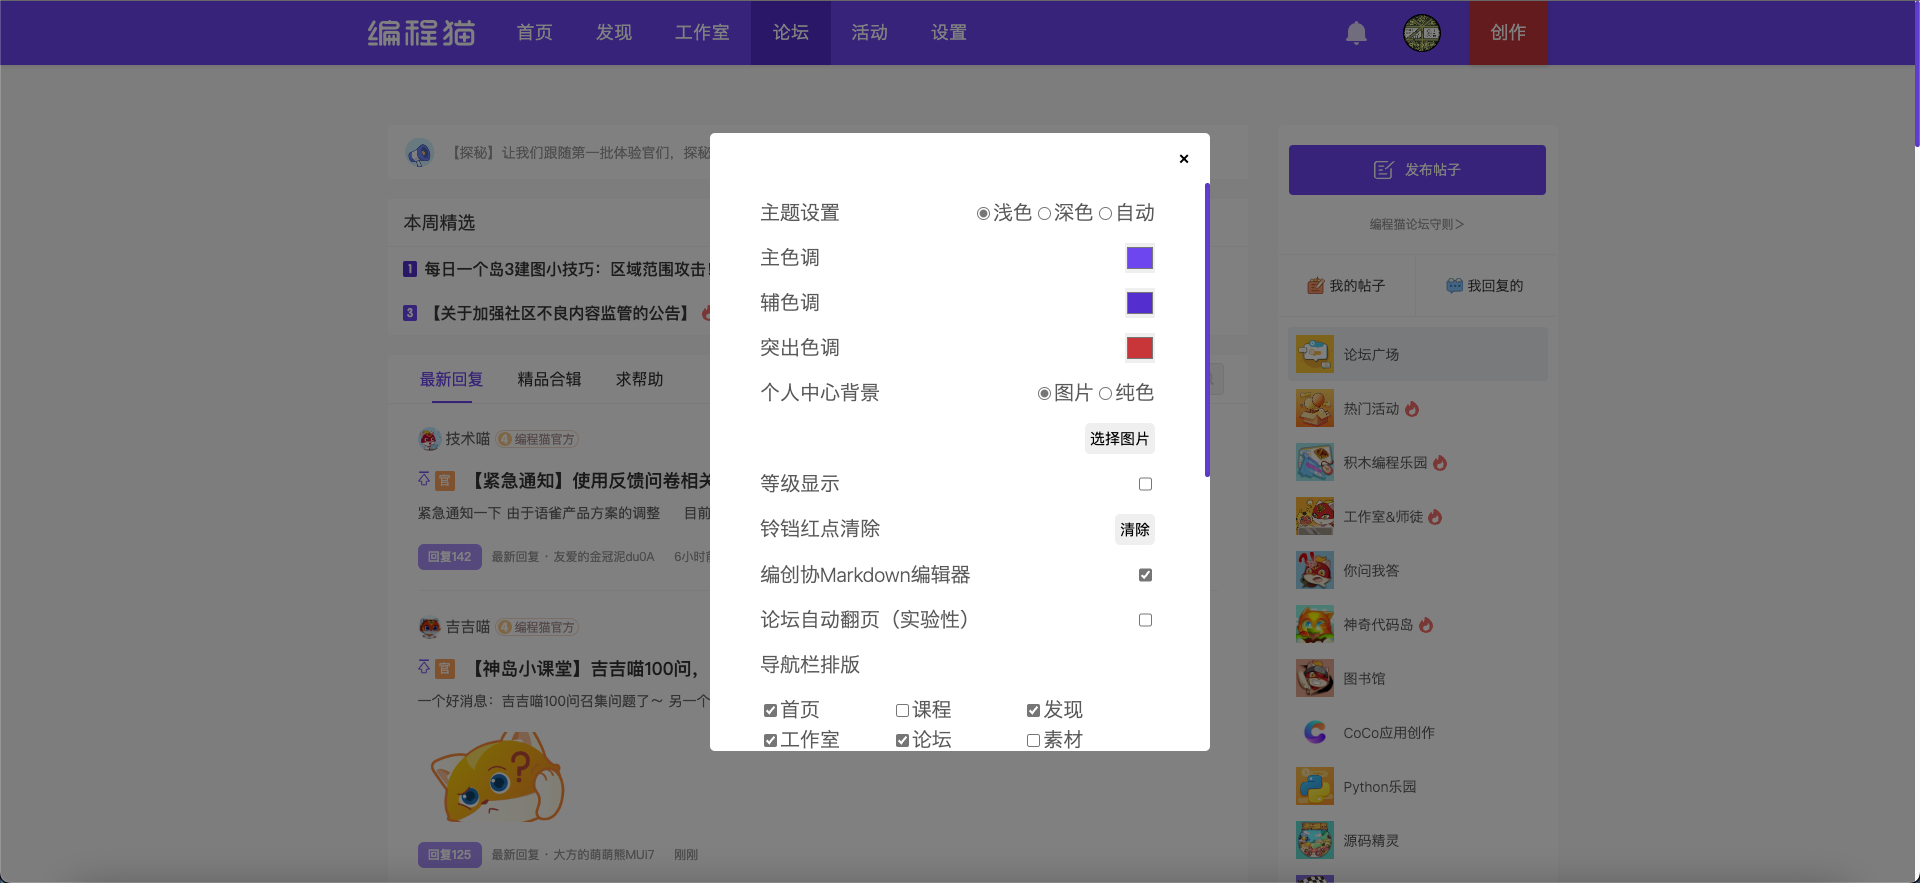 编程猫 首页 发现 工作室 论坛 活动 设置 创作
【探秘】让我们跟随第一批体验官们，探秘
本周精选
1 每日一个岛3建图小技巧：区域范围攻击!
3 【关于加强社区不良内容监管的公告】
最新回复 精品合辑 求帮助
技术喵 4 编程猫官方
官 【紧急通知】使用反馈问卷相关
紧急通知一下 由于语雀产品方案的调整 目前
回复142 最新回复 · 友爱的金冠泥du0A 6小时前
吉吉喵 4 编程猫官方
官 【神岛小课堂】吉吉喵100问，
一个好消息：吉吉喵100问召集问题了～ 另一个
回复125 最新回复 · 大方的萌萌熊MUi7 刚刚
×
主题设置 浅色 深色 自动
主色调
辅色调
突出色调
个人中心背景 图片 纯色
选择图片
等级显示
铃铛红点清除 清除
编创协Markdown编辑器
论坛自动翻页（实验性）
导航栏排版
首页 课程 发现
工作室 论坛 素材
发布帖子
编程猫论坛守则>
我的帖子 我回复的
论坛广场
热门活动
积木编程乐园
工作室&师徒
你问我答
神奇代码岛
图书馆
CoCo应用创作
Python乐园
源码精灵